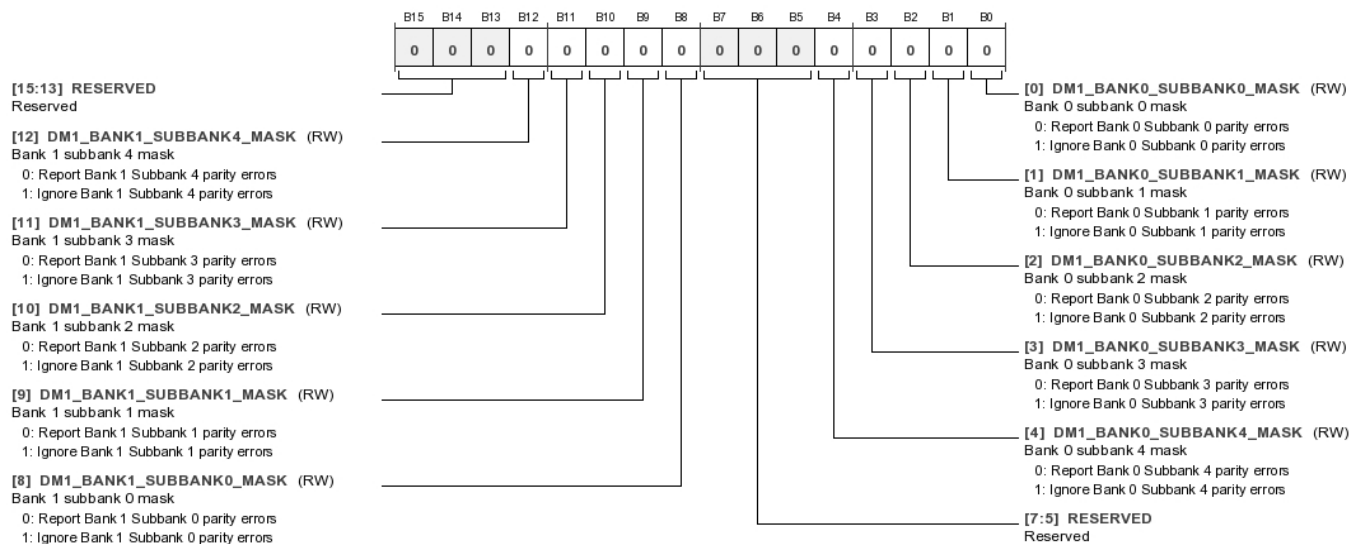 B15 B14 B13 B12 B11 B10 B9 B8 B7 B6 B5 B4 B3 B2 B1 B0
0 0 0 0 0 0 0 0 0 0 0 0 0 0 0 0
[15:13] RESERVED
Reserved
[12] DM1_BANK1_SUBBANK4_MASK (RW)
Bank 1 subbank 4 mask
0: Report Bank 1 Subbank 4 parity errors
1: Ignore Bank 1 Subbank 4 parity errors
[11] DM1_BANK1_SUBBANK3_MASK (RW)
Bank 1 subbank 3 mask
0: Report Bank 1 Subbank 3 parity errors
1: Ignore Bank 1 Subbank 3 parity errors
[10] DM1_BANK1_SUBBANK2_MASK (RW)
Bank 1 subbank 2 mask
0: Report Bank 1 Subbank 2 parity errors
1: Ignore Bank 1 Subbank 2 parity errors
[9] DM1_BANK1_SUBBANK1_MASK (RW)
Bank 1 subbank 1 mask
0: Report Bank 1 Subbank 1 parity errors
1: Ignore Bank 1 Subbank 1 parity errors
[8] DM1_BANK1_SUBBANK0_MASK (RW)
Bank 1 subbank 0 mask
0: Report Bank 1 Subbank 0 parity errors
1: Ignore Bank 1 Subbank 0 parity errors
[0] DM1_BANK0_SUBBANK0_MASK (RW)
Bank 0 subbank 0 mask
0: Report Bank 0 Subbank 0 parity errors
1: Ignore Bank 0 Subbank 0 parity errors
[1] DM1_BANK0_SUBBANK1_MASK (RW)
Bank 0 subbank 1 mask
0: Report Bank 0 Subbank 1 parity errors
1: Ignore Bank 0 Subbank 1 parity errors
[2] DM1_BANK0_SUBBANK2_MASK (RW)
Bank 0 subbank 2 mask
0: Report Bank 0 Subbank 2 parity errors
1: Ignore Bank 0 Subbank 2 parity errors
[3] DM1_BANK0_SUBBANK3_MASK (RW)
Bank 0 subbank 3 mask
0: Report Bank 0 Subbank 3 parity errors
1: Ignore Bank 0 Subbank 3 parity errors
[4] DM1_BANK0_SUBBANK4_MASK (RW)
Bank 0 subbank 4 mask
0: Report Bank 0 Subbank 4 parity errors
1: Ignore Bank 0 Subbank 4 parity errors
[7:5] RESERVED
Reserved